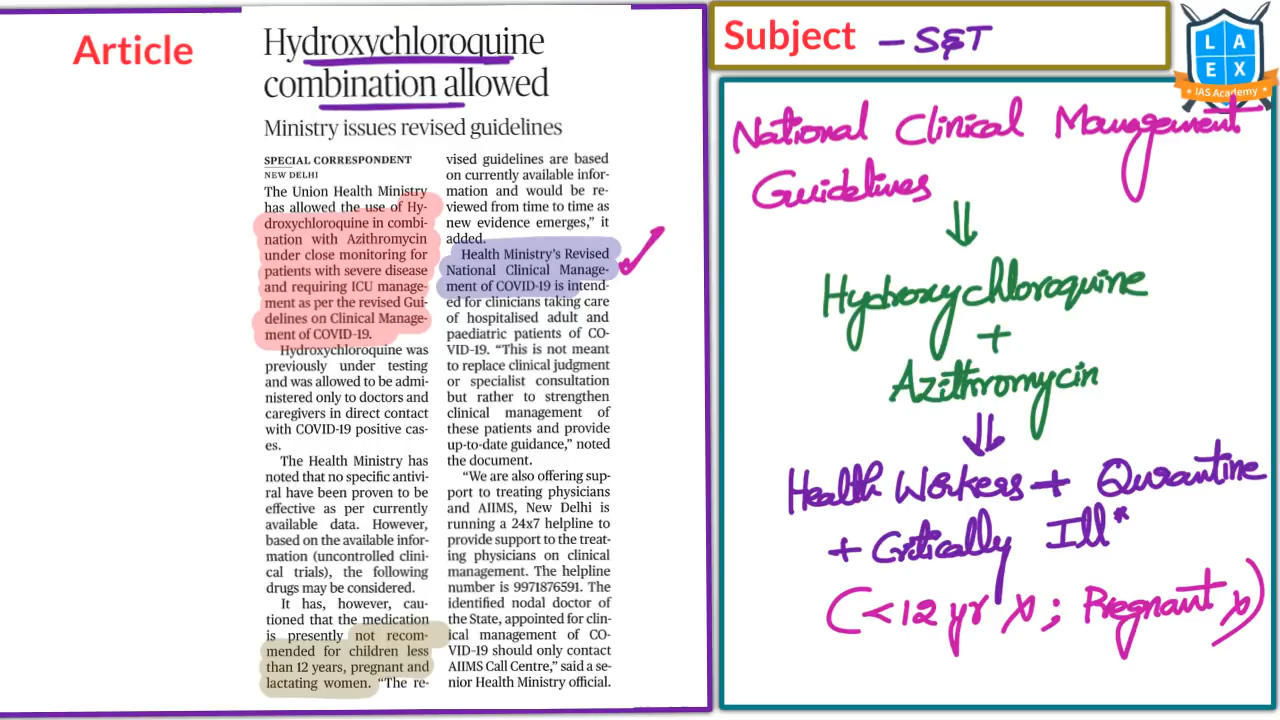 Article
Hydroxychloroquine
combination allowed
Ministry issues revised guidelines
SPECIAL CORRESPONDENT
NEW DELHI
The Union Health Ministry
has allowed the use of Hy-
droxychloroquine in combi-
nation with Azithromycin
under close monitoring for
patients with severe disease
and requiring ICU manage-
ment as per the revised Gui-
delines on Clinical Manage-
ment of COVID-19.
Hydroxychloroquine was
previously under testing
and was allowed to be admi-
nistered only to doctors and
caregivers in direct contact
with COVID-19 positive cas-
es.
The Health Ministry has
noted that no specific antivi-
ral have been proven to be
effective as per currently
available data. However,
based on the available infor-
mation (uncontrolled clini-
cal trials), the following
drugs may be considered.
It has, however, cau-
tioned that the medication
is presently not recom-
mended for children less
than 12 years, pregnant and
lactating women. “The re-
vised guidelines are based
on currently available infor-
mation and would be re-
viewed from time to time as
new evidence emerges,” it
added.
Health Ministry’s Revised
National Clinical Manage-
ment of COVID-19 is intend-
ed for clinicians taking care
of hospitalised adult and
paediatric patients of CO-
VID-19. “This is not meant
to replace clinical judgment
or specialist consultation
but rather to strengthen
clinical management of
these patients and provide
up-to-date guidance,” noted
the document.
“We are also offering sup-
port to treating physicians
and AIIMS, New Delhi is
running a 24x7 helpline to
provide support to the treat-
ing physicians on clinical
management. The helpline
number is 9971876591. The
identified nodal doctor of
the State, appointed for clin-
ical management of CO-
VID-19 should only contact
AIIMS Call Centre,” said a se-
nior Health Ministry official.
Subject - S&T
LA
EX
IAS Academy
National Clinical Management
Guidelines
⇓
Hydroxychloroquine
+
Azithromycin
⇓
Health Workers + Qurantine
+ Critically Ill*
(<12 yr x; Pregnant x)